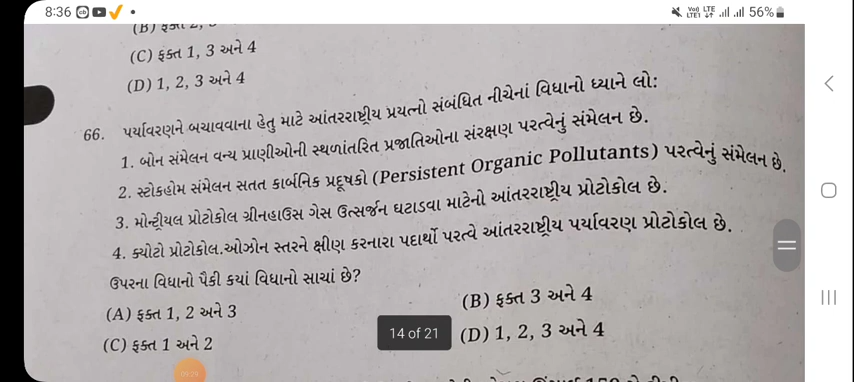 8:36
56%
(C) ફક્ત 1, 3 અને 4
(D) 1, 2, 3 અને 4
66. પર્યાવરણને બચાવવાના હેતુ માટે આંતરરાષ્ટ્રીય પ્રયત્નો સંબંધિત નીચેનાં વિધાનો ધ્યાને લો:
1. બોન સંમેલન વન્ય પ્રાણીઓની સ્થળાંતરિત પ્રજાતિઓના સંરક્ષણ પરત્વેનું સંમેલન છે.
2. સ્ટોકહોમ સંમેલન સતત કાર્બનિક પ્રદૂષકો (Persistent Organic Pollutants) પરત્વેનું સંમેલન છે.
3. મોન્ટ્રીયલ પ્રોટોકોલ ગ્રીનહાઉસ ગેસ ઉત્સર્જન ઘટાડવા માટેનો આંતરરાષ્ટ્રીય પ્રોટોકોલ છે.
4. ક્યોટો પ્રોટોકોલ.ઓઝોન સ્તરને ક્ષીણ કરનારા પદાર્થો પરત્વે આંતરરાષ્ટ્રીય પર્યાવરણ પ્રોટોકોલ છે.
ઉપરના વિધાનો પૈકી કયાં વિધાનો સાચાં છે?
(A) ફક્ત 1, 2 અને 3
(B) ફક્ત 3 અને 4
(C) ફક્ત 1 અને 2
(D) 1, 2, 3 અને 4
14 of 21